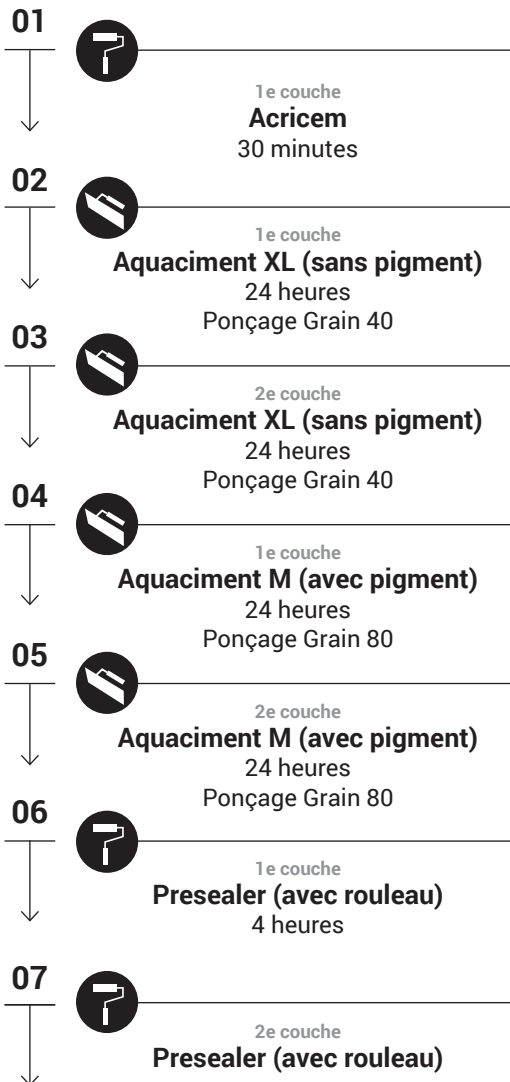 01
1e couche
Acricem
30 minutes
02
1e couche
Aquaciment XL (sans pigment)
24 heures
Ponçage Grain 40
03
2e couche
Aquaciment XL (sans pigment)
24 heures
Ponçage Grain 40
04
1e couche
Aquaciment M (avec pigment)
24 heures
Ponçage Grain 80
05
2e couche
Aquaciment M (avec pigment)
24 heures
Ponçage Grain 80
06
1e couche
Presealer (avec rouleau)
4 heures
07
2e couche
Presealer (avec rouleau)